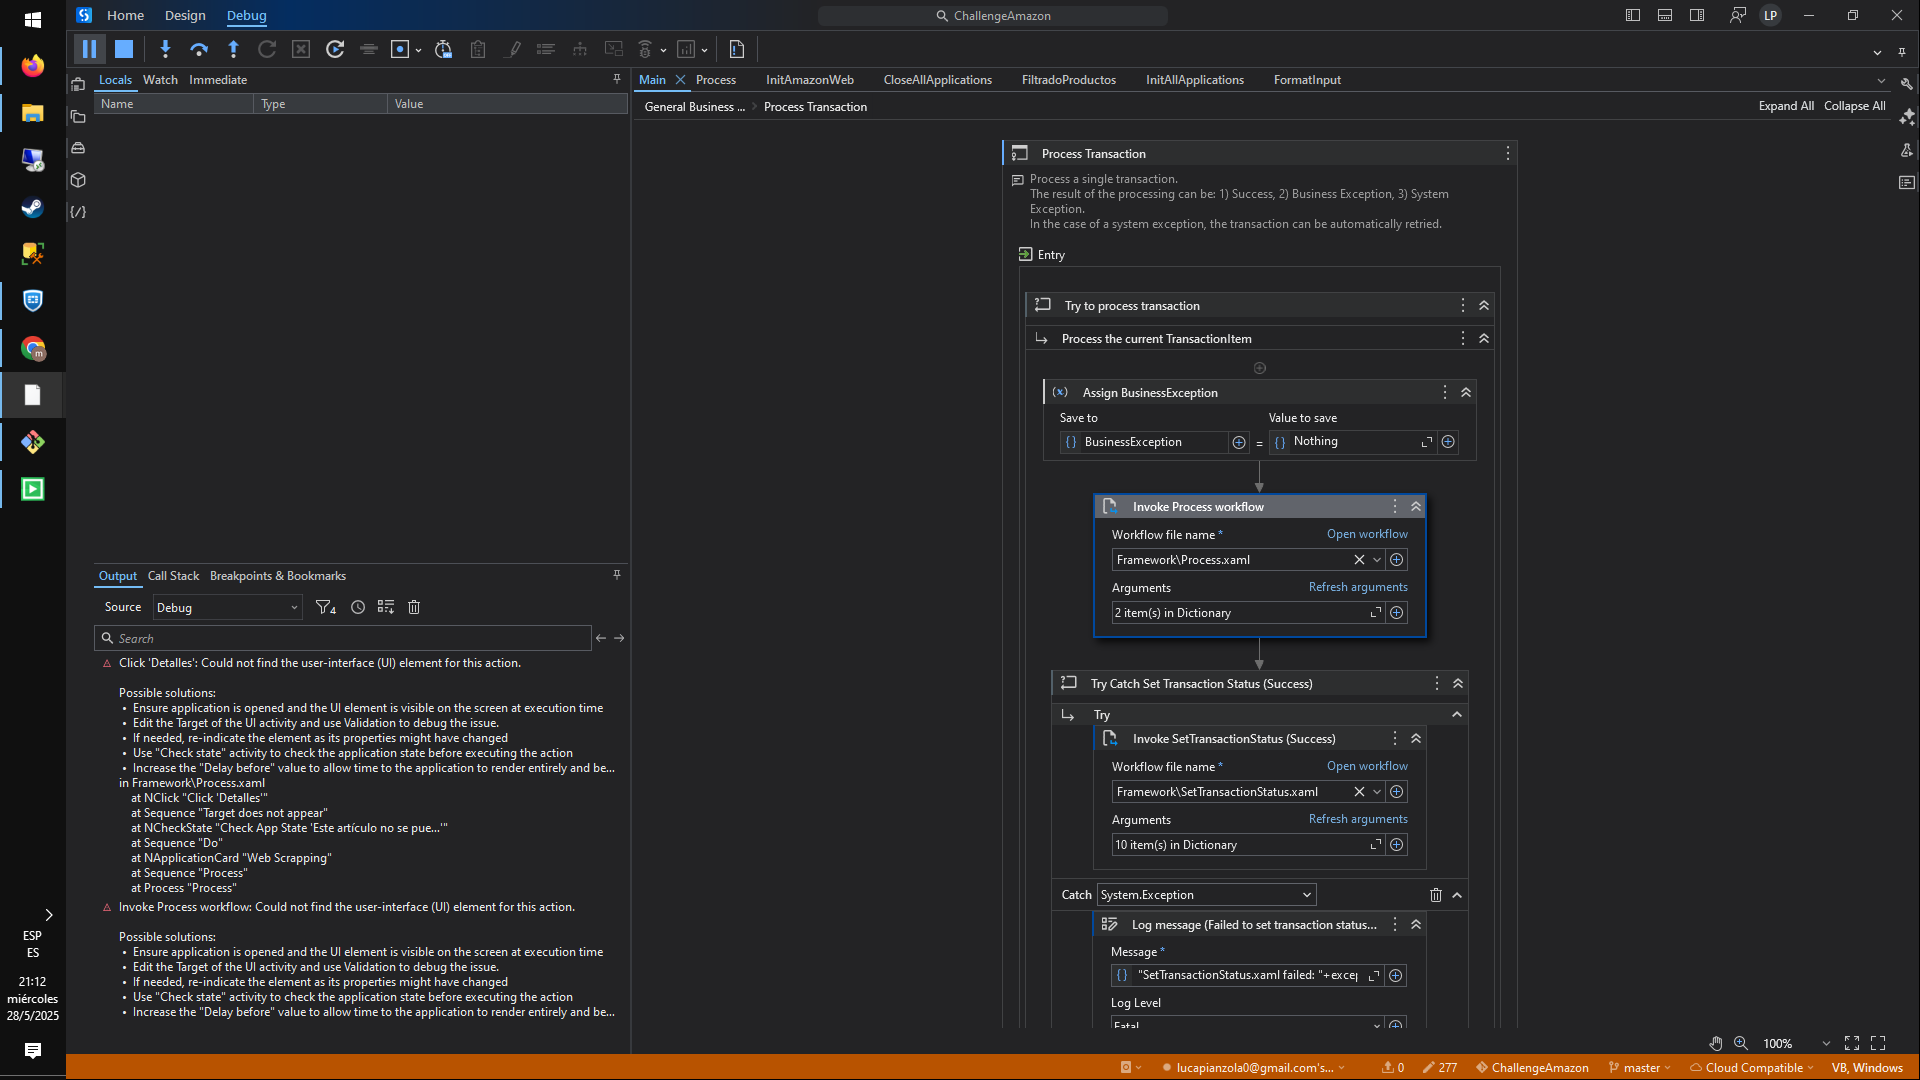 Home
Design
Debug
ChallengeAmazon
LP
Locals
Watch
Immediate
Name
Type
Value
Main
Process
InitAmazonWeb
CloseAllApplications
FiltradoProductos
InitAllApplications
FormatInput
General Business ...
Process Transaction
Expand All
Collapse All
Process Transaction
Process a single transaction.
The result of the processing can be: 1) Success, 2) Business Exception, 3) System
Exception.
In the case of a system exception, the transaction can be automatically retried.
Entry
Try to process transaction
Process the current TransactionItem
Assign BusinessException
Save to
Value to save
BusinessException
=
Nothing
Invoke Process workflow
Workflow file name *
Open workflow
Framework\Process.xaml
Arguments
Refresh arguments
2 item(s) in Dictionary
Try Catch Set Transaction Status (Success)
Try
Invoke SetTransactionStatus (Success)
Workflow file name *
Open workflow
Framework\SetTransactionStatus.xaml
Arguments
Refresh arguments
10 item(s) in Dictionary
Catch
System.Exception
Log message (Failed to set transaction status...
Message *
"SetTransactionStatus.xaml failed: "+excep
Log Level
Fatal
100%
Output
Call Stack
Breakpoints & Bookmarks
Source
Debug
4
Search
Click 'Detalles': Could not find the user-interface (UI) element for this action.
Possible solutions:
• Ensure application is opened and the UI element is visible on the screen at execution time
• Edit the Target of the UI activity and use Validation to debug the issue.
• If needed, re-indicate the element as its properties might have changed
• Use "Check state" activity to check the application state before executing the action
• Increase the "Delay before" value to allow time to the application to render entirely and be...
in Framework\Process.xaml
at NClick "Click 'Detalles'"
at Sequence "Target does not appear"
at NCheckState "Check App State 'Este artículo no se pue...'"
at Sequence "Do"
at NApplicationCard "Web Scrapping"
at Sequence "Process"
at Process "Process"
Invoke Process workflow: Could not find the user-interface (UI) element for this action.
Possible solutions:
• Ensure application is opened and the UI element is visible on the screen at execution time
• Edit the Target of the UI activity and use Validation to debug the issue.
• If needed, re-indicate the element as its properties might have changed
• Use "Check state" activity to check the application state before executing the action
• Increase the "Delay before" value to allow time to the application to render entirely and be...
m
ESP
ES
21:12
miércoles
28/5/2025
lucapianzola0@gmail.com's...
0
277
ChallengeAmazon
master
Cloud Compatible
VB, Windows